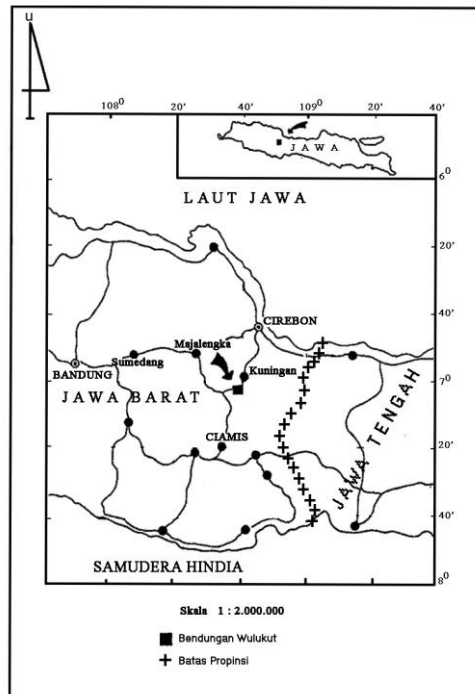 U
108⁰ 20' 40' 109⁰ 20' 40'
JAWA
6⁰
LAUT JAWA
20'
40'
CIREBON
Majalengka
Sumedang
Kuningan
BANDUNG
7⁰
JAWA BARAT
JAWA TENGAH
CIAMIS
20'
40'
SAMUDERA HINDIA
8⁰
Skala 1 : 2.000.000
Bendungan Wulukut
Batas Propinsi